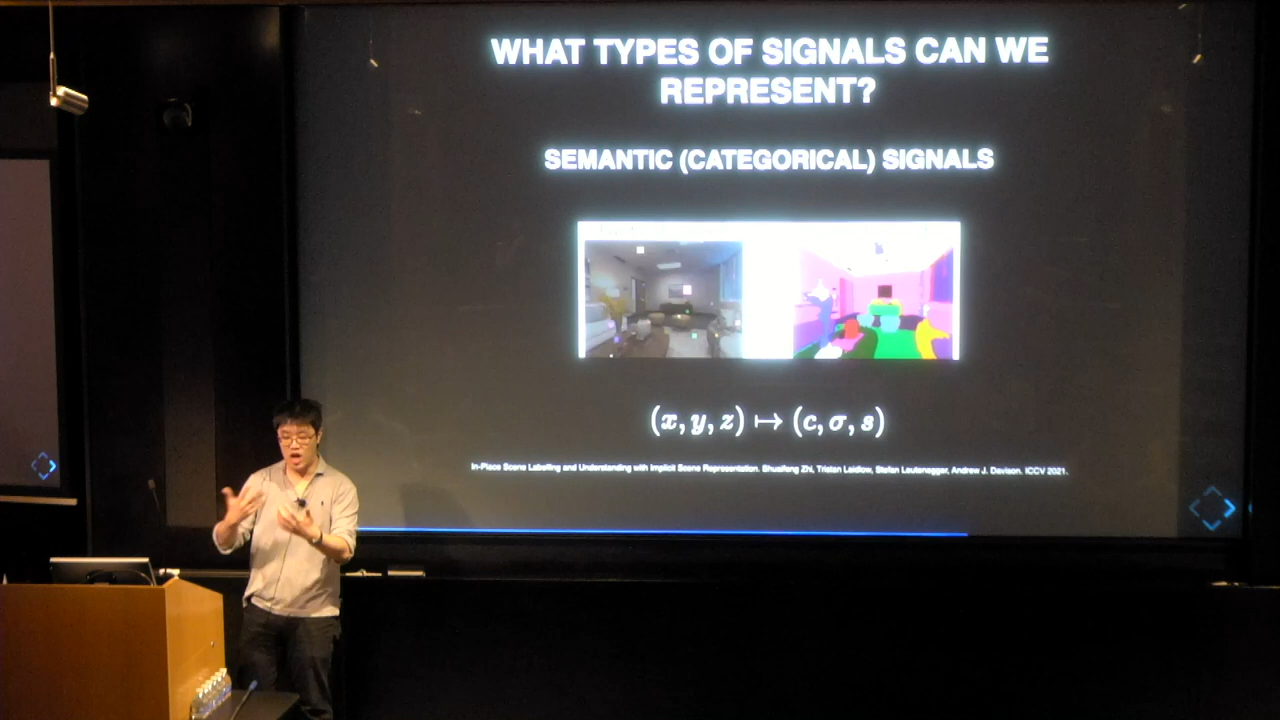 WHAT TYPES OF SIGNALS CAN WE
REPRESENT?
SEMANTIC (CATEGORICAL) SIGNALS
(x, y, z) ↦ (c, σ, s)
In-Place Scene Labelling and Understanding with Implicit Scene Representation. Shuaifeng Zhi, Tristan Laidlow, Stefan Leutenegger, Andrew J. Davison. ICCV 2021.